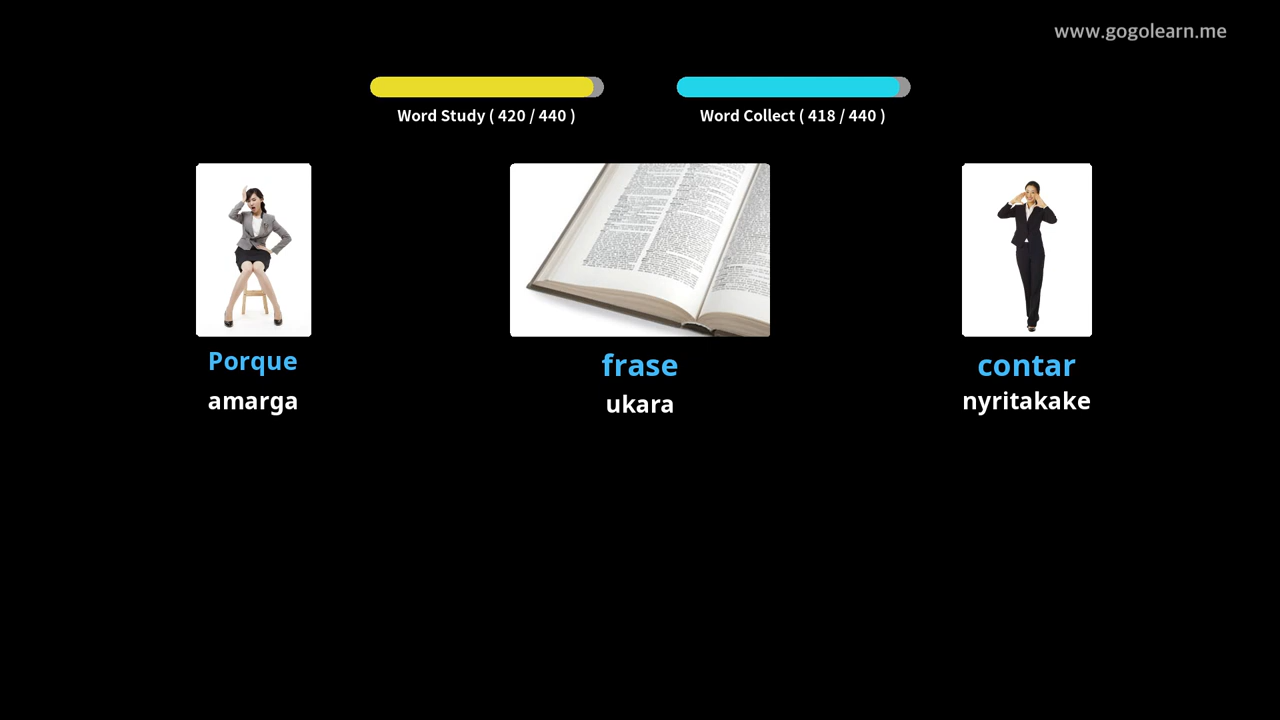 www.gogolearn.me
Word Study ( 420 / 440 )
Word Collect ( 418 / 440 )
Porque
amarga
frase
ukara
contar
nyritakake